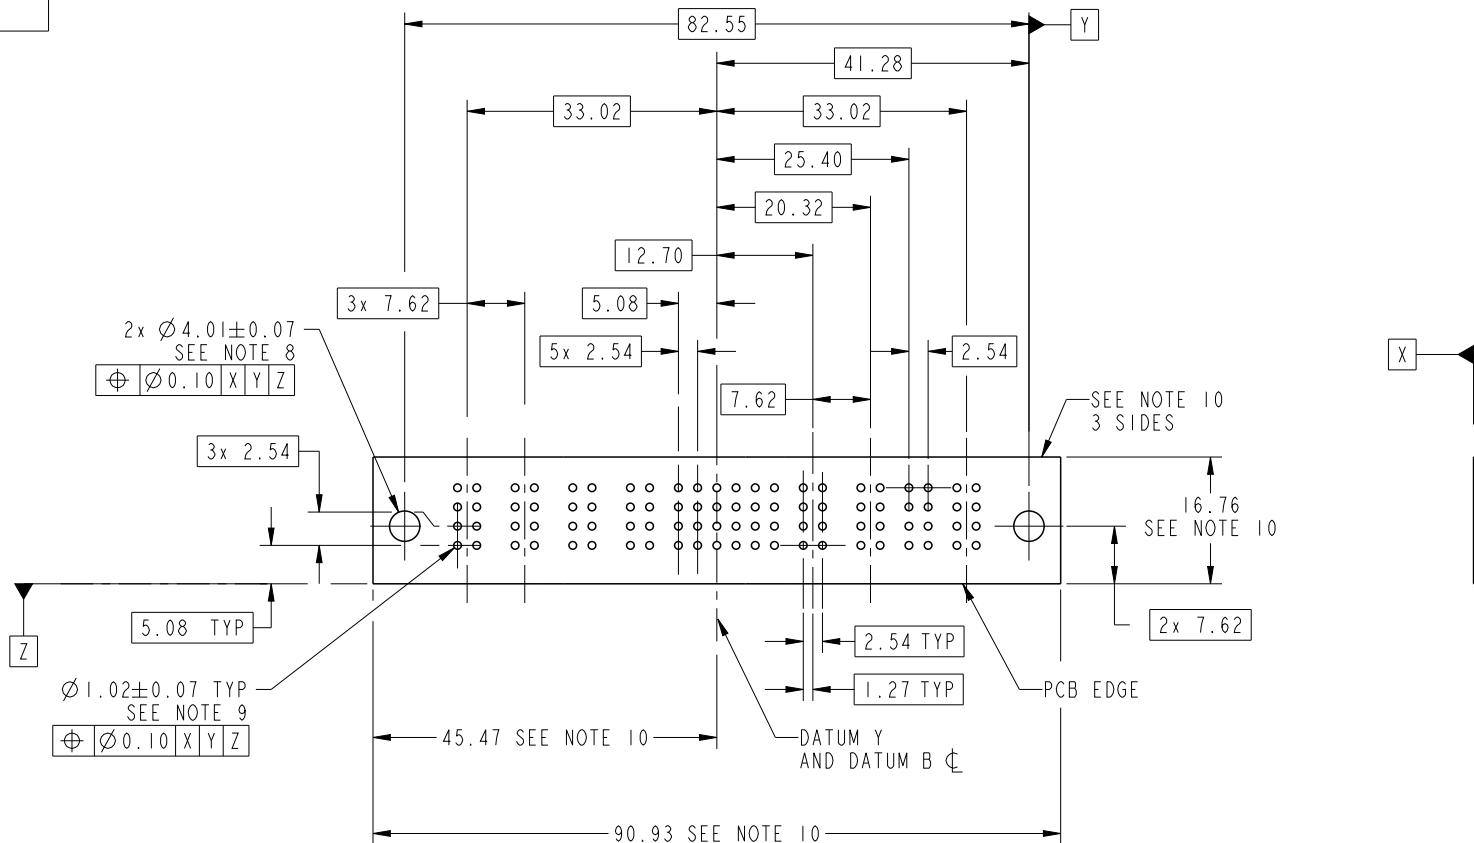 82.55
Y
41.28
33.02
33.02
25.40
20.32
12.70
3x 7.62
5.08
2x Ø4.01±0.07
SEE NOTE 8
⌖ Ø0.10 X Y Z
5x 2.54
2.54
X
7.62
SEE NOTE 10
3 SIDES
3x 2.54
16.76
SEE NOTE 10
5.08 TYP
2x 7.62
Z
2.54 TYP
Ø1.02±0.07 TYP
SEE NOTE 9
⌖ Ø0.10 X Y Z
1.27 TYP
PCB EDGE
45.47 SEE NOTE 10
DATUM Y
AND DATUM B ℄
90.93 SEE NOTE 10